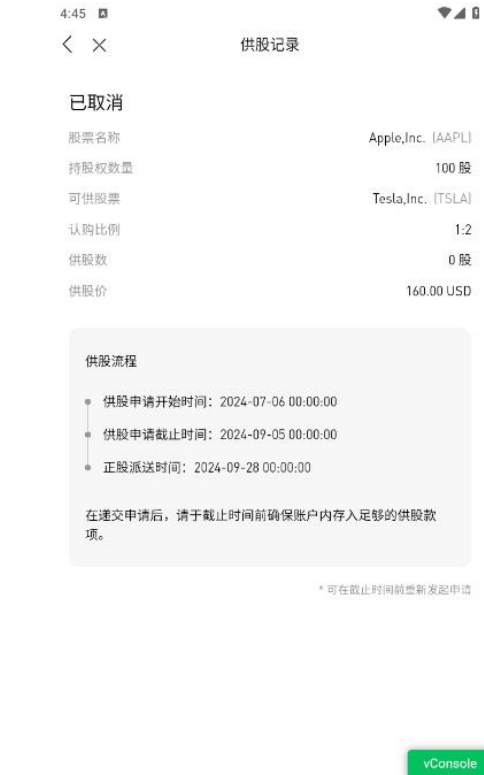 4:45
供股记录
已取消
股票名称 Apple,Inc. (AAPL)
持股权数量 100 股
可供股票 Tesla,Inc. (TSLA)
认购比例 1:2
供股数 0 股
供股价 160.00 USD
供股流程
供股申请开始时间：2024-07-06 00:00:00
供股申请截止时间：2024-09-05 00:00:00
正股派送时间：2024-09-28 00:00:00
在递交申请后，请于截止时间前确保账户内存入足够的供股款
项。
* 可在截止时间前重新发起申请
vConsole